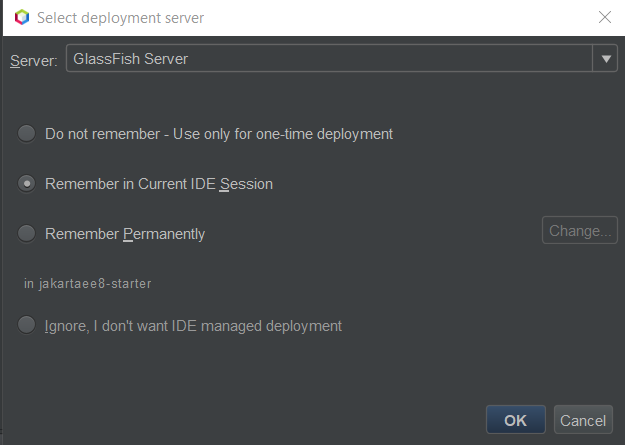 Select deployment server
Server: GlassFish Server
Do not remember - Use only for one-time deployment
Remember in Current IDE Session
Remember Permanently
Change...
in jakartaee8-starter
Ignore, I don't want IDE managed deployment
OK Cancel